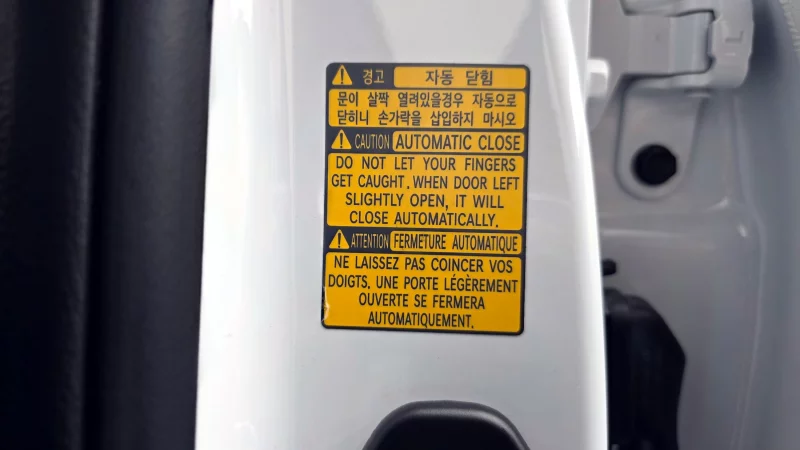 경고 자동 닫힘
문이 살짝 열려있을경우 자동으로
닫히니 손가락을 삽입하지 마시오
CAUTION AUTOMATIC CLOSE
DO NOT LET YOUR FINGERS
GET CAUGHT. WHEN DOOR LEFT
SLIGHTLY OPEN, IT WILL
CLOSE AUTOMATICALLY.
ATTENTION FERMETURE AUTOMATIQUE
NE LAISSEZ PAS COINCER VOS
DOIGTS. UNE PORTE LÉGÈREMENT
OUVERTE SE FERMERA
AUTOMATIQUEMENT.